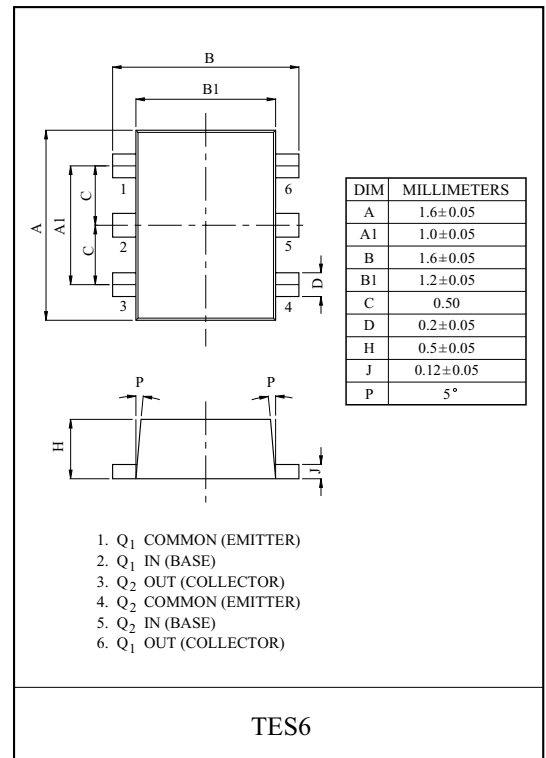 B
B1
1
6
C
A
A1
2
5
C
D
3
4
P
P
H
J
DIM MILLIMETERS
A 1.6±0.05
A1 1.0±0.05
B 1.6±0.05
B1 1.2±0.05
C 0.50
D 0.2±0.05
H 0.5±0.05
J 0.12±0.05
P 5°
1. Q1 COMMON (EMITTER)
2. Q1 IN (BASE)
3. Q2 OUT (COLLECTOR)
4. Q2 COMMON (EMITTER)
5. Q2 IN (BASE)
6. Q1 OUT (COLLECTOR)
TES6